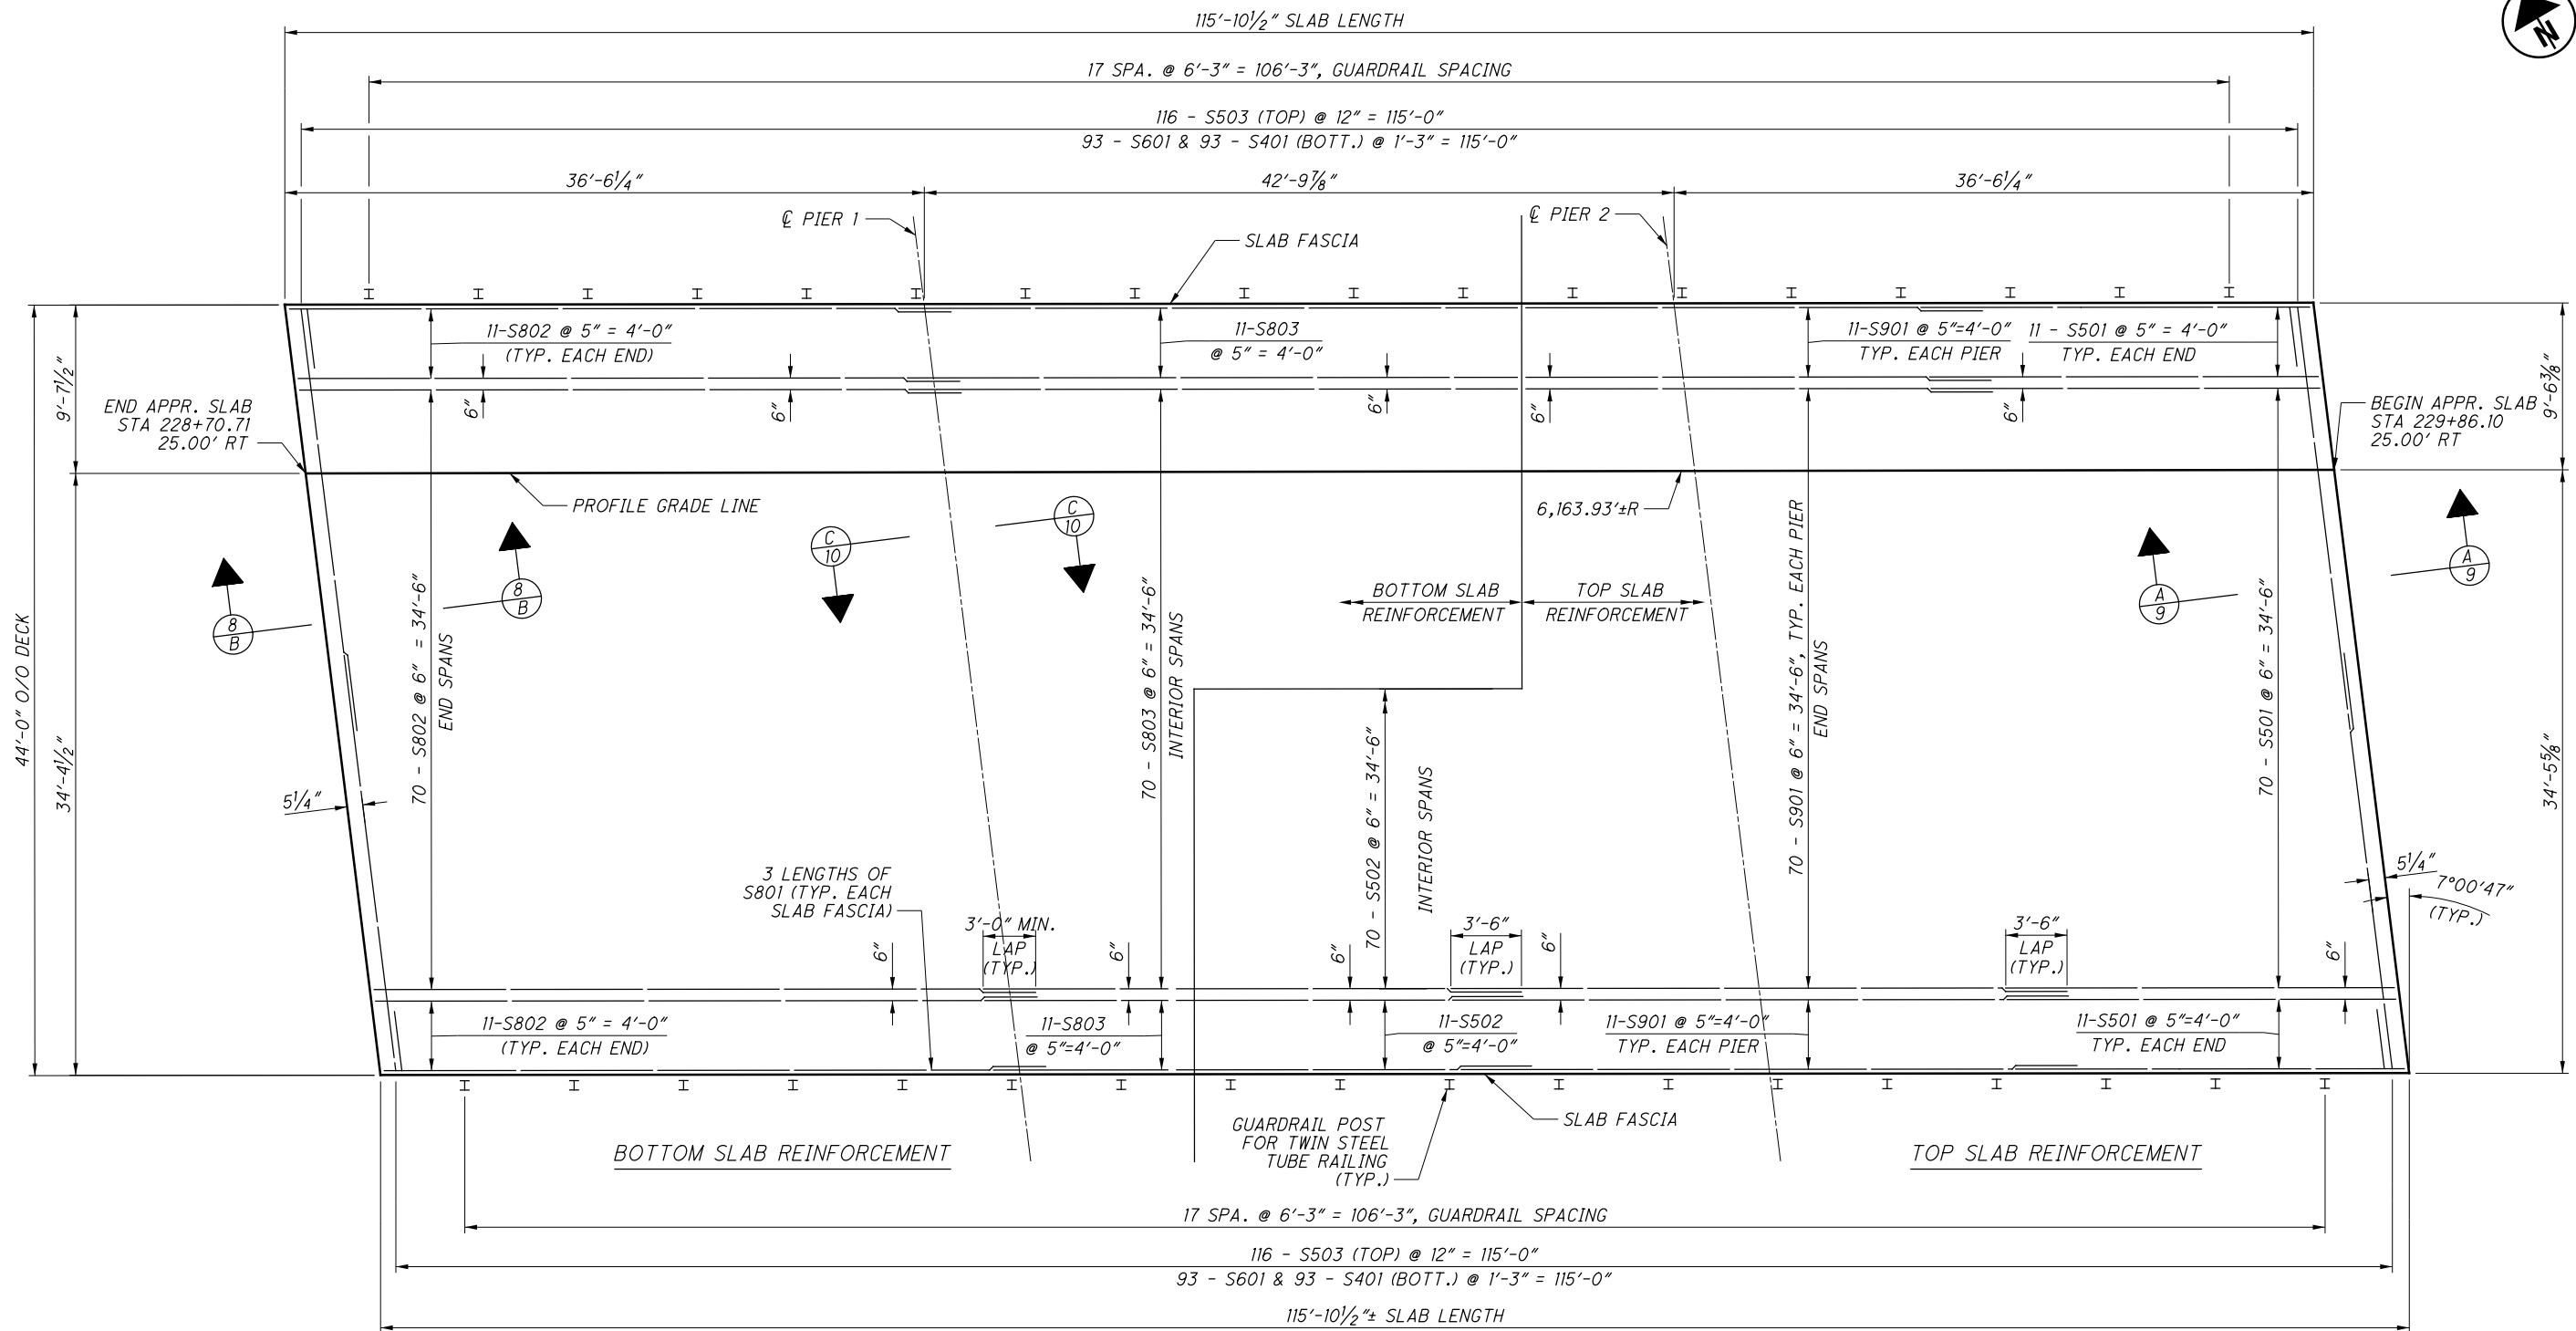 115'-10½" SLAB LENGTH
N
17 SPA. @ 6'-3" = 106'-3", GUARDRAIL SPACING
116 - S503 (TOP) @ 12" = 115'-0"
93 - S601 & 93 - S401 (BOTT.) @ 1'-3" = 115'-0"
36'-6¼"
42'-9⅞"
36'-6¼"
℄ PIER 1
℄ PIER 2
SLAB FASCIA
11-S802 @ 5" = 4'-0"
(TYP. EACH END)
11-S803
@ 5" = 4'-0"
11-S901 @ 5"=4'-0"
TYP. EACH PIER
11 - S501 @ 5" = 4'-0"
TYP. EACH END
9'-7½"
9'-6⅜"
6"
6"
6"
6"
6"
END APPR. SLAB
STA 228+70.71
25.00' RT
BEGIN APPR. SLAB
STA 229+86.10
25.00' RT
PROFILE GRADE LINE
6,163.93'±R
C
10
C
10
8
B
8
B
A
9
A
9
BOTTOM SLAB
REINFORCEMENT
TOP SLAB
REINFORCEMENT
44'-0" O/O DECK
34'-4½"
70 - S802 @ 6" = 34'-6"
END SPANS
70 - S803 @ 6" = 34'-6"
INTERIOR SPANS
70 - S502 @ 6" = 34'-6"
INTERIOR SPANS
70 - S901 @ 6" = 34'-6", TYP. EACH PIER
END SPANS
70 - S501 @ 6" = 34'-6"
34'-5⅝"
5¼"
5¼"
7°00'47"
(TYP.)
3 LENGTHS OF
S801 (TYP. EACH
SLAB FASCIA)
3'-0" MIN.
LAP
(TYP.)
3'-6"
LAP
(TYP.)
3'-6"
LAP
(TYP.)
6"
6"
6"
6"
6"
11-S802 @ 5" = 4'-0"
(TYP. EACH END)
11-S803
@ 5"=4'-0"
11-S502
@ 5"=4'-0"
11-S901 @ 5"=4'-0"
TYP. EACH PIER
11-S501 @ 5"=4'-0"
TYP. EACH END
GUARDRAIL POST
FOR TWIN STEEL
TUBE RAILING
(TYP.)
SLAB FASCIA
BOTTOM SLAB REINFORCEMENT
TOP SLAB REINFORCEMENT
17 SPA. @ 6'-3" = 106'-3", GUARDRAIL SPACING
116 - S503 (TOP) @ 12" = 115'-0"
93 - S601 & 93 - S401 (BOTT.) @ 1'-3" = 115'-0"
115'-10½"± SLAB LENGTH